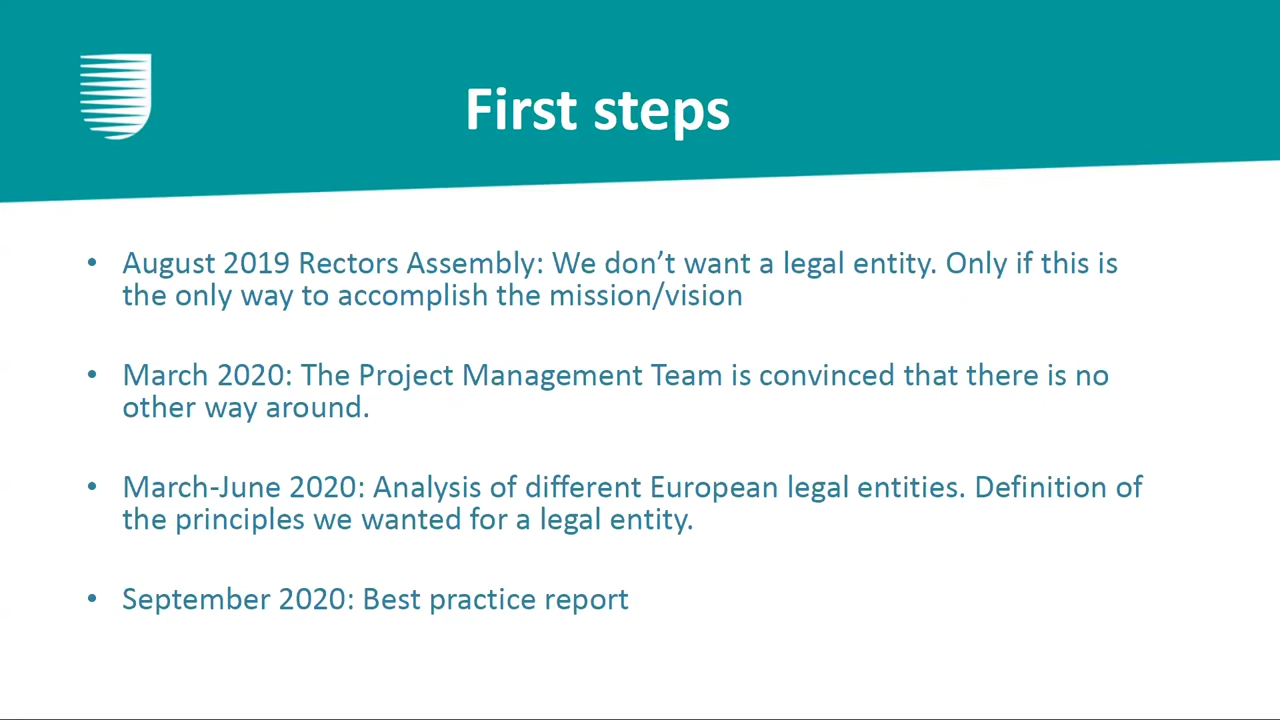 First steps
• August 2019 Rectors Assembly: We don’t want a legal entity. Only if this is
the only way to accomplish the mission/vision
• March 2020: The Project Management Team is convinced that there is no
other way around.
• March-June 2020: Analysis of different European legal entities. Definition of
the principles we wanted for a legal entity.
• September 2020: Best practice report